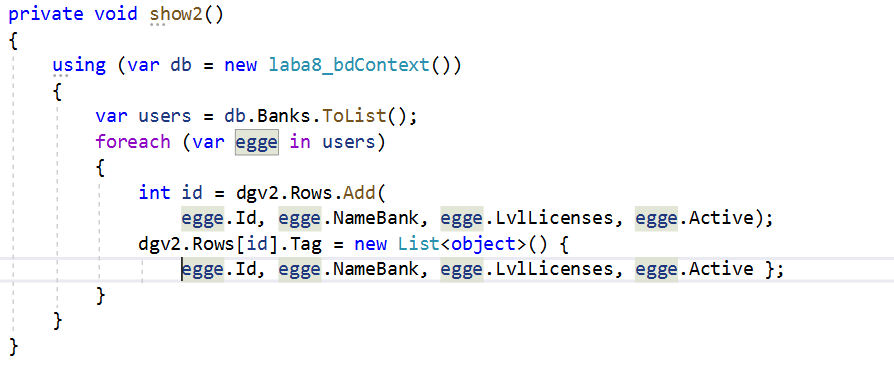 private void show2()
{
using (var db = new laba8_bdContext())
{
var users = db.Banks.ToList();
foreach (var egge in users)
{
int id = dgv2.Rows.Add(
egge.Id, egge.NameBank, egge.LvlLicenses, egge.Active);
dgv2.Rows[id].Tag = new List<object>() {
egge.Id, egge.NameBank, egge.LvlLicenses, egge.Active };
}
}
}